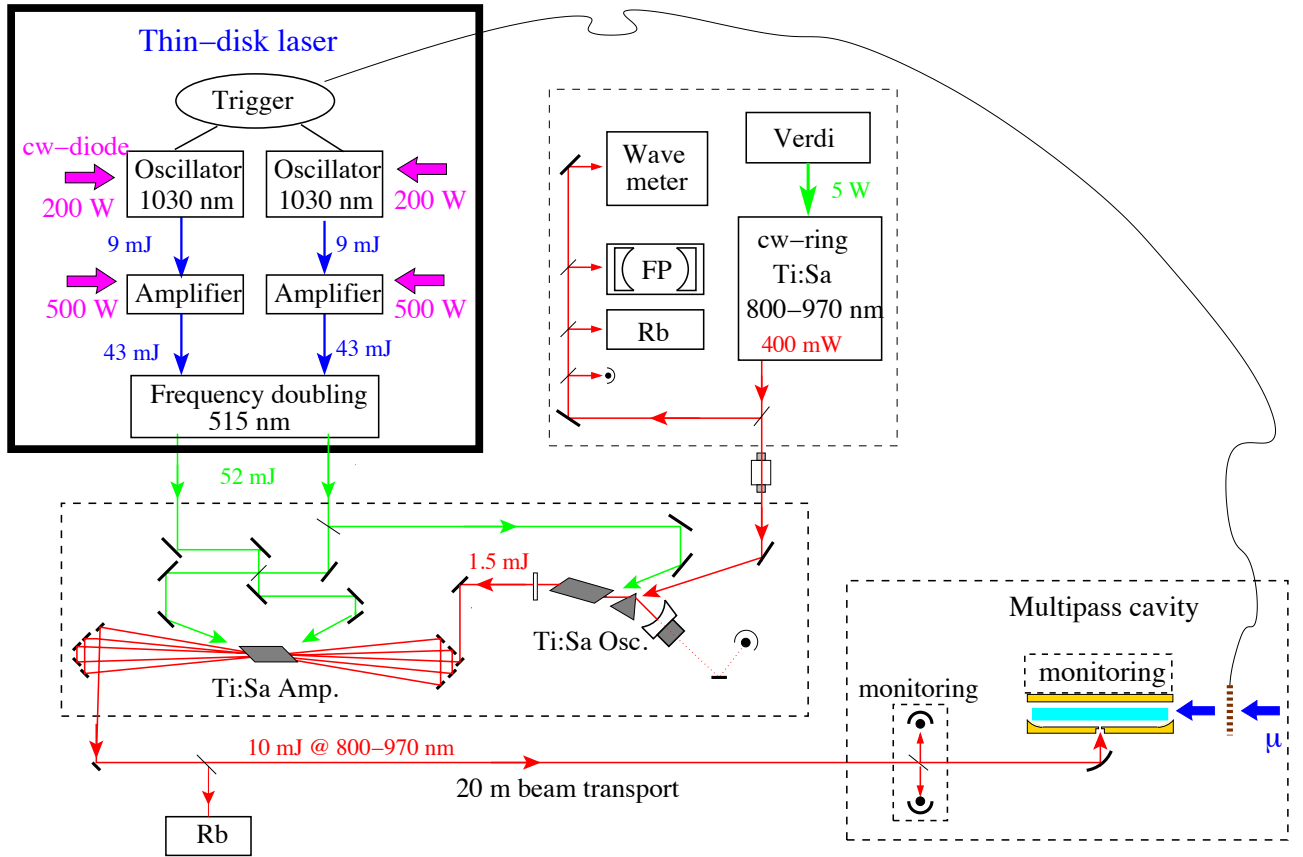 Thin–disk laser
Trigger
cw–diode
200 W
Oscillator
1030 nm
Oscillator
1030 nm
200 W
9 mJ
9 mJ
500 W
Amplifier
Amplifier
500 W
43 mJ
43 mJ
Frequency doubling
515 nm
52 mJ
Wave
meter
FP
Rb
Verdi
5 W
cw–ring
Ti:Sa
800–970 nm
400 mW
1.5 mJ
Ti:Sa Osc.
Ti:Sa Amp.
10 mJ @ 800–970 nm
20 m beam transport
Rb
monitoring
Multipass cavity
monitoring
μ